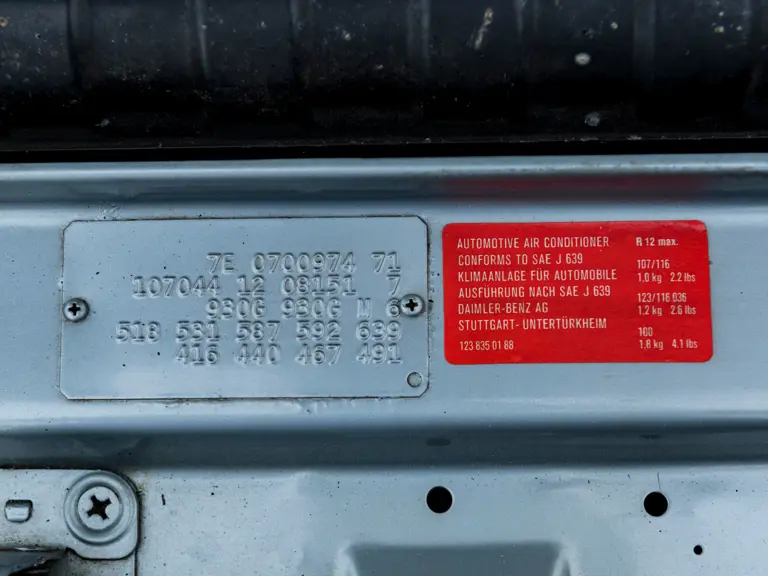 7E 0700974 71
107044 12 08151 7
930G 930G M 6
518 531 587 592 639
416 440 467 491
AUTOMOTIVE AIR CONDITIONER
CONFORMS TO SAE J 639
KLIMAANLAGE FÜR AUTOMOBILE
AUSFÜHRUNG NACH SAE J 639
DAIMLER-BENZ AG
STUTTGART- UNTERTÜRKHEIM
123 835 01 88
R 12 max.
107/116
1,0 kg 2.2 lbs
123/116 036
1.2 kg 2.6 lbs
100
1,8 kg 4.1 lbs